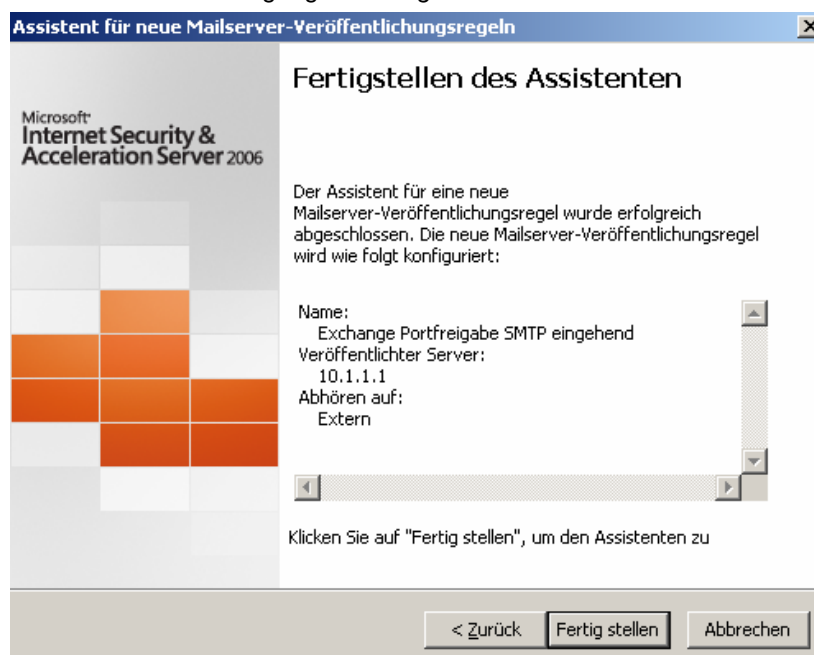 Assistent für neue Mailserver-Veröffentlichungsregeln
Fertigstellen des Assistenten
Microsoft
Internet Security &
Acceleration Server 2006
Der Assistent für eine neue
Mailserver-Veröffentlichungsregel wurde erfolgreich
abgeschlossen. Die neue Mailserver-Veröffentlichungsregel
wird wie folgt konfiguriert:
Name:
Exchange Portfreigabe SMTP eingehend
Veröffentlichter Server:
10.1.1.1
Abhören auf:
Extern
Klicken Sie auf "Fertig stellen", um den Assistenten zu
< Zurück
Fertig stellen
Abbrechen